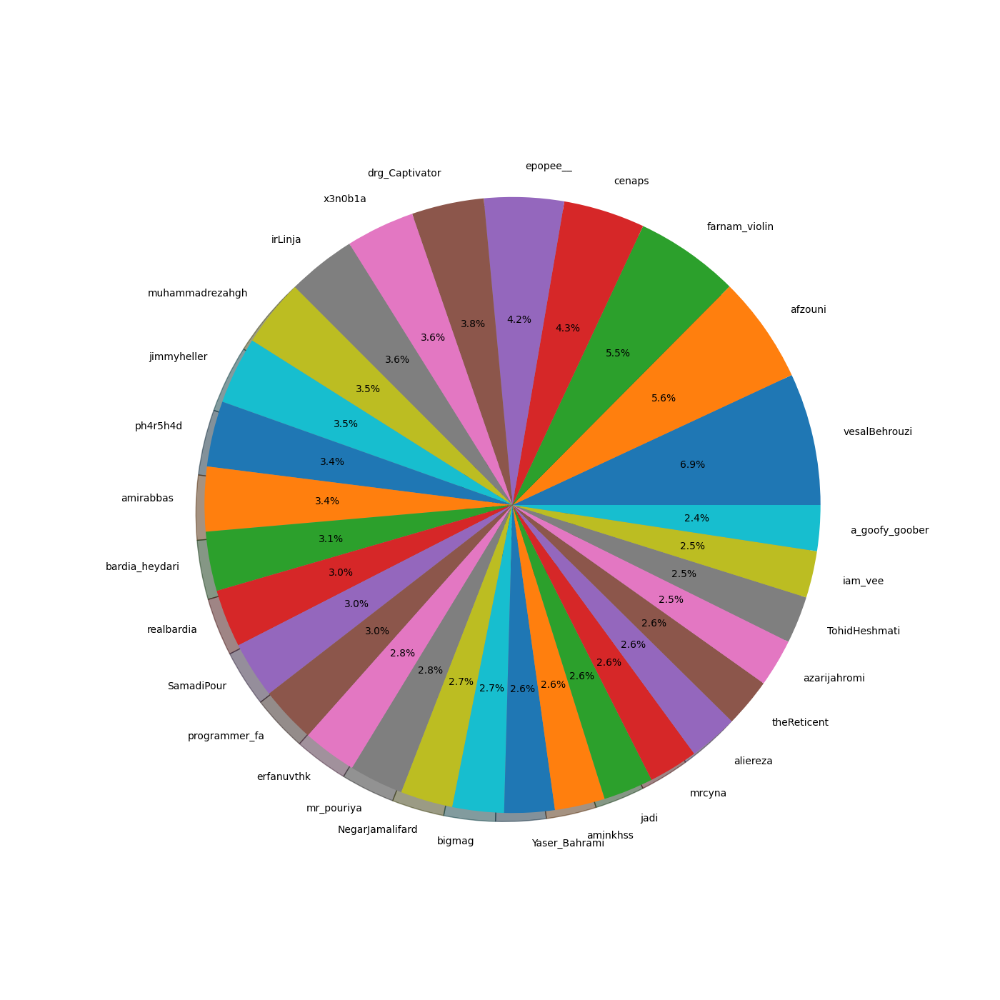 epopee__
drg_Captivator
cenaps
x3n0b1a
farnam_violin
irLinja
muhammadrezahgh
afzouni
jimmyheller
ph4r5h4d
vesalBehrouzi
amirabbas
a_goofy_goober
bardia_heydari
iam_vee
realbardia
TohidHeshmati
SamadiPour
azarijahromi
programmer_fa
theReticent
erfanuvthk
aliereza
mr_pouriya
mrcyna
NegarJamalifard
jadi
bigmag
Yaser_Bahrami
aminkhss
6.9%
5.6%
5.5%
4.3%
4.2%
3.8%
3.6%
3.6%
3.5%
3.5%
3.4%
3.4%
3.1%
3.0%
3.0%
3.0%
2.8%
2.8%
2.7%
2.7%
2.6%
2.6%
2.6%
2.6%
2.6%
2.6%
2.5%
2.5%
2.5%
2.4%